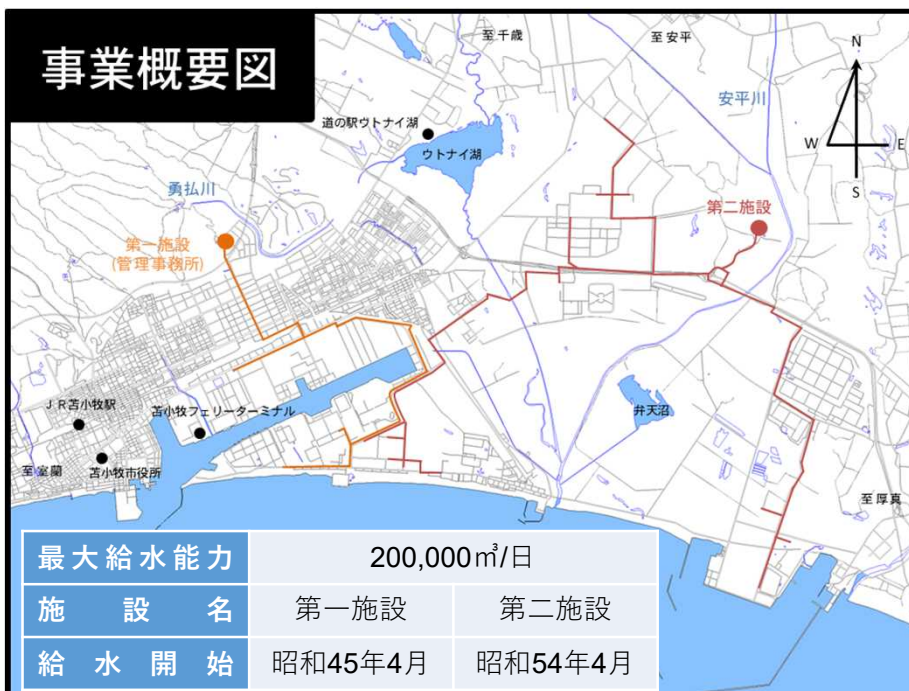 事業概要図
至千歳
至安平
N
W
E
S
安平川
道の駅ウトナイ湖
ウトナイ湖
勇払川
第二施設
第一施設
(管理事務所)
JR苫小牧駅
苫小牧フェリーターミナル
弁天沼
至室蘭
苫小牧市役所
至厚真
最大給水能力 200,000㎥/日
施設名 第一施設 第二施設
給水開始 昭和45年4月 昭和54年4月